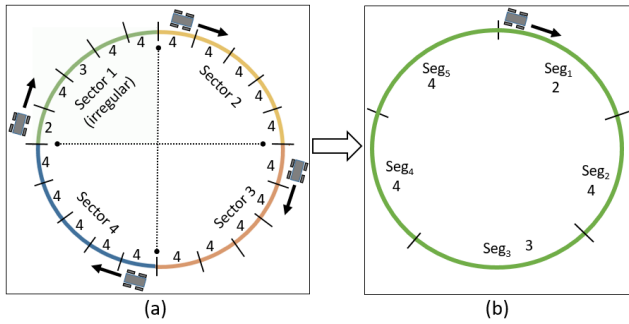 4 4
4 4
3 4
4 4
2 4
Sector 1
(irregular)
Sector 2
4 4
4 4
4 4
4 4
4 4
4 4
Sector 4
Sector 3
(a)
Seg5
4
Seg1
2
Seg4
4
Seg2
4
Seg3 3
(b)